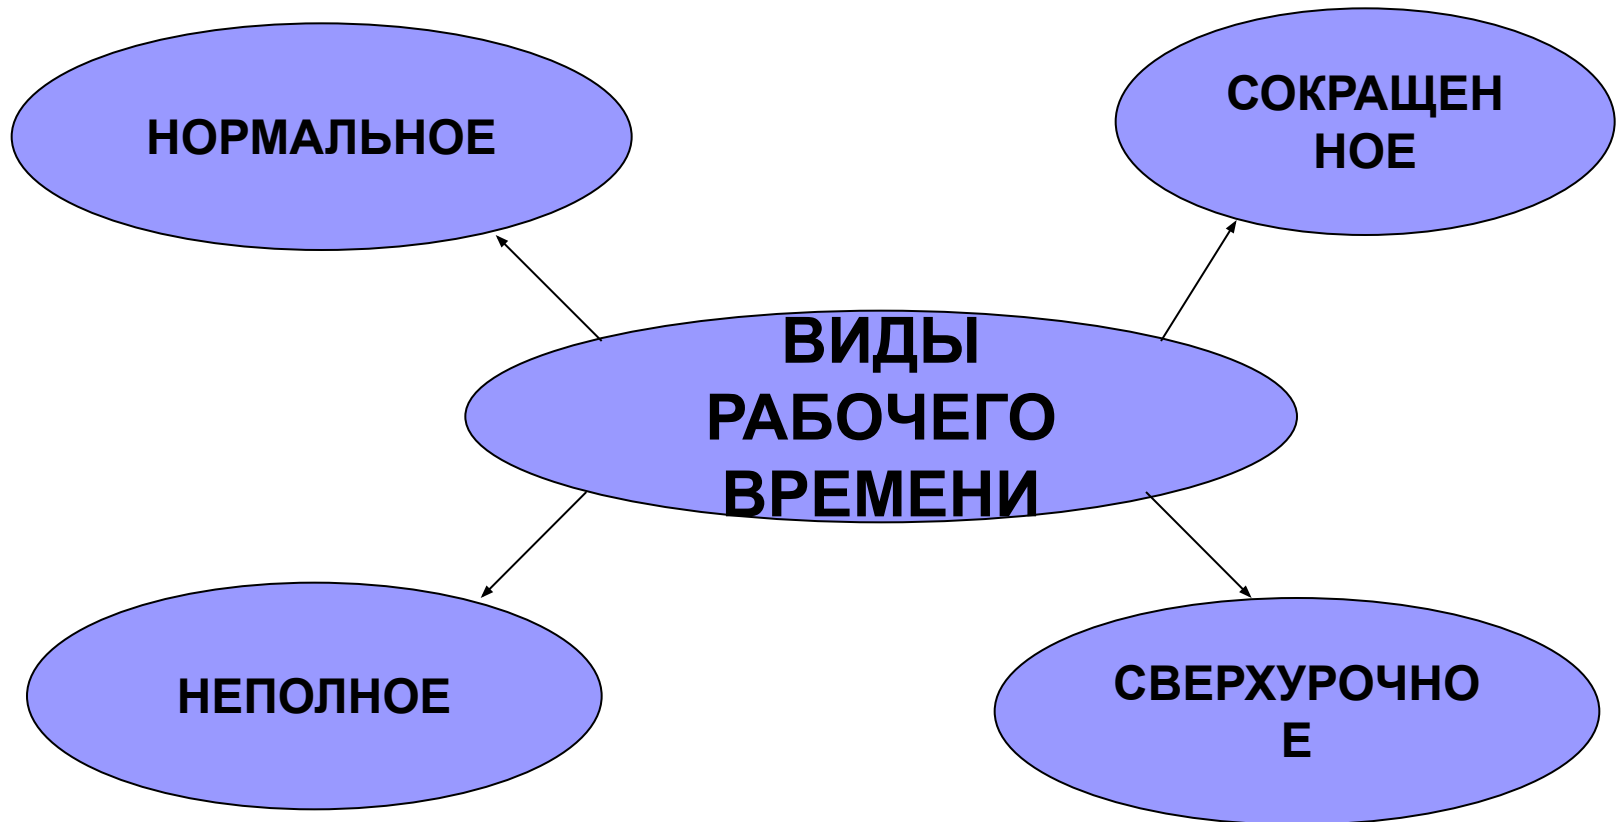 НОРМАЛЬНОЕ
СОКРАЩЕН
НОЕ
ВИДЫ
РАБОЧЕГО
ВРЕМЕНИ
НЕПОЛНОЕ
СВЕРХУРОЧНО
Е